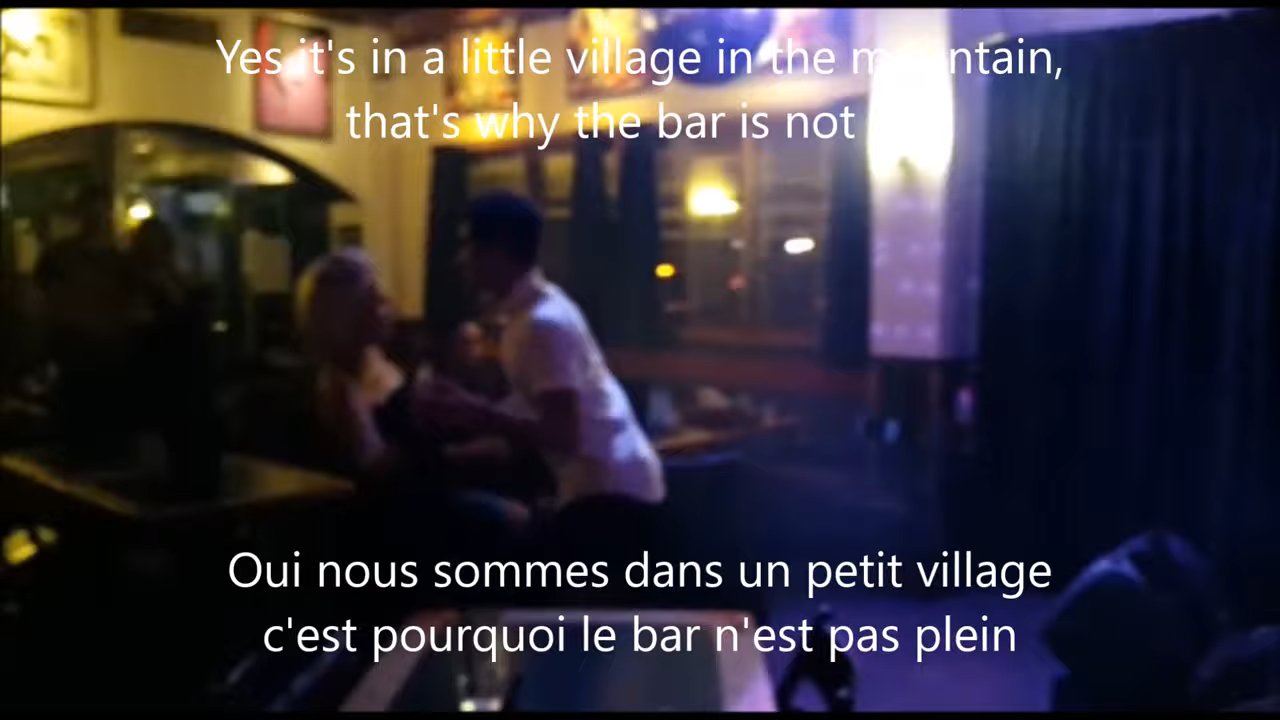 Yes it's in a little village in the mountain,
that's why the bar is not
Oui nous sommes dans un petit village
c'est pourquoi le bar n'est pas plein